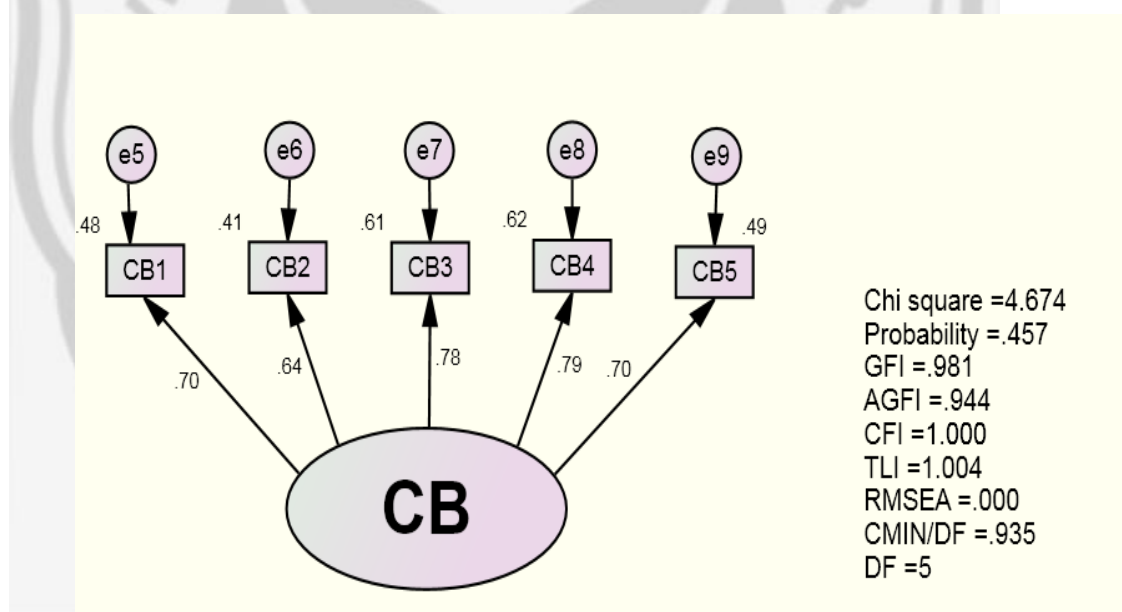 e5 e6 e7 e8 e9
.48 .41 .61 .62 .49
CB1 CB2 CB3 CB4 CB5
.70 .64 .78 .79 .70
CB
Chi square =4.674
Probability =.457
GFI =.981
AGFI =.944
CFI =1.000
TLI =1.004
RMSEA =.000
CMIN/DF =.935
DF =5